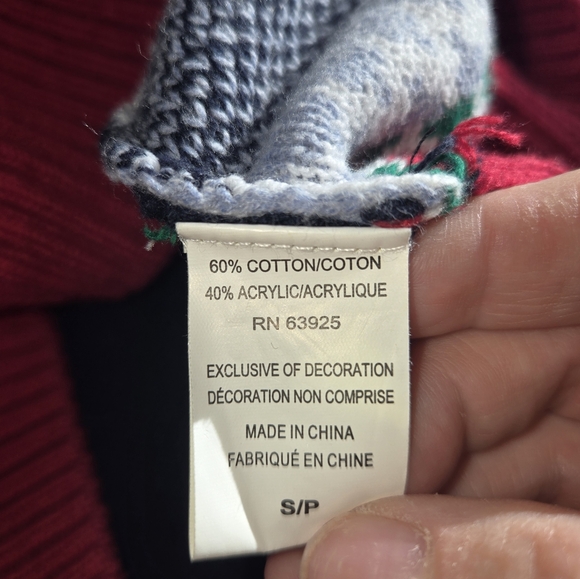 60% COTTON/COTON
40% ACRYLIC/ACRYLIQUE
RN 63925
EXCLUSIVE OF DECORATION
DÉCORATION NON COMPRISE
MADE IN CHINA
FABRIQUÉ EN CHINE
S/P